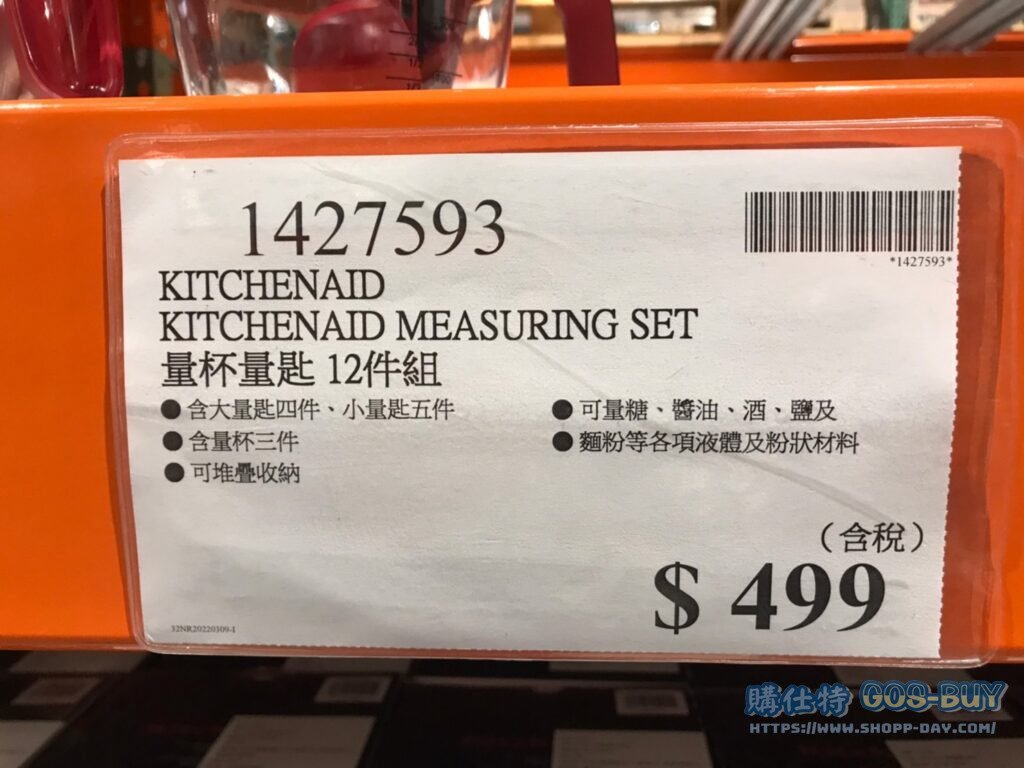 1427593
*1427593*
KITCHENAID
KITCHENAID MEASURING SET
量杯量匙 12件組
●含大量匙四件、小量匙五件
●含量杯三件
●可堆疊收納
●可量糖、醬油、酒、鹽及
●麵粉等各項液體及粉狀材料
(含稅)
$ 499
32NR20220309-1
購仕特 GOS-BUY
HTTPS://WWW.SHOPP-DAY.COM/